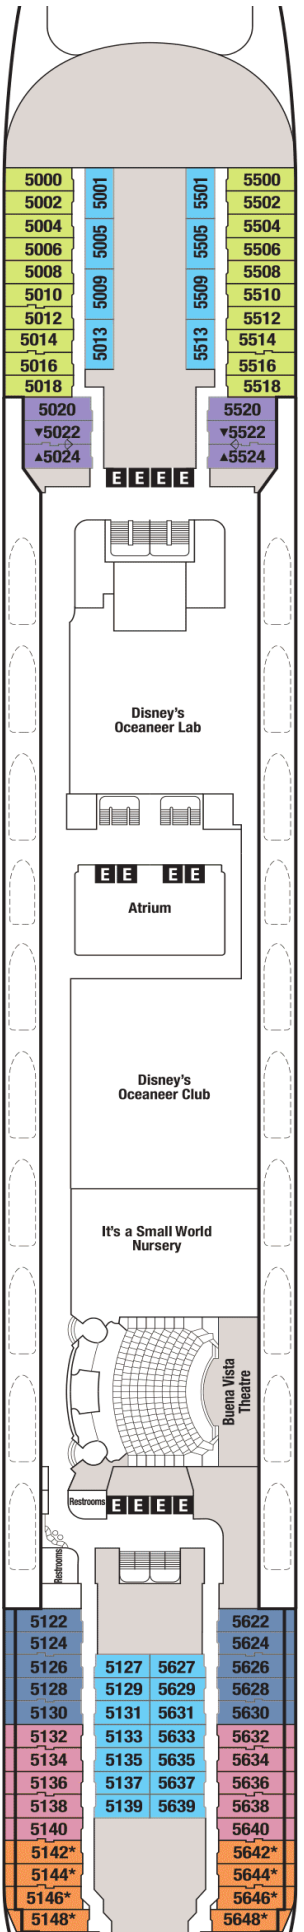 5000 5001 5501 5500
5002 5502
5004 5005 5505 5504
5006 5506
5008 5508
5010 5009 5509 5510
5012 5512
5014 5013 5513 5514
5016 5516
5018 5518
5020 5520
▼5022 ▼5522
▲5024 ▲5524
E E E E
Disney's
Oceaneer Lab
E E E E
Atrium
Disney's
Oceaneer Club
It's a Small World
Nursery
Buena Vista
Theatre
Restrooms E E E E
Restrooms
5122 5622
5124 5624
5126 5127 5627 5626
5128 5129 5629 5628
5130 5131 5631 5630
5132 5133 5633 5632
5134 5135 5635 5634
5136 5137 5637 5636
5138 5139 5639 5638
5140 5640
5142* 5642*
5144* 5644*
5146* 5646*
5148* 5648*